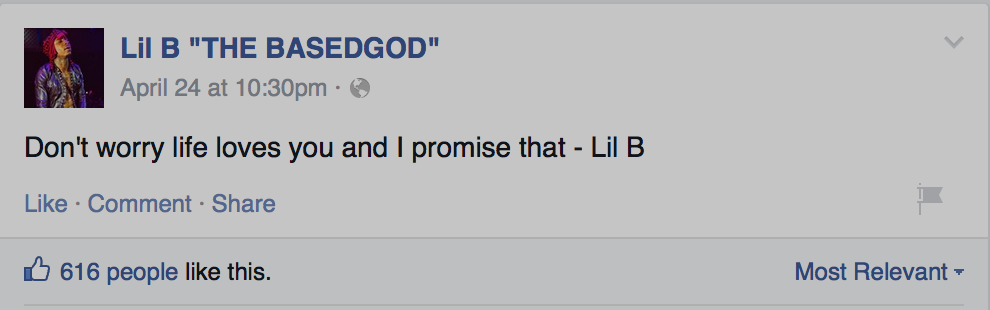 Lil B "THE BASEDGOD"
April 24 at 10:30pm ·
Don't worry life loves you and I promise that - Lil B
Like · Comment · Share
616 people like this.
Most Relevant